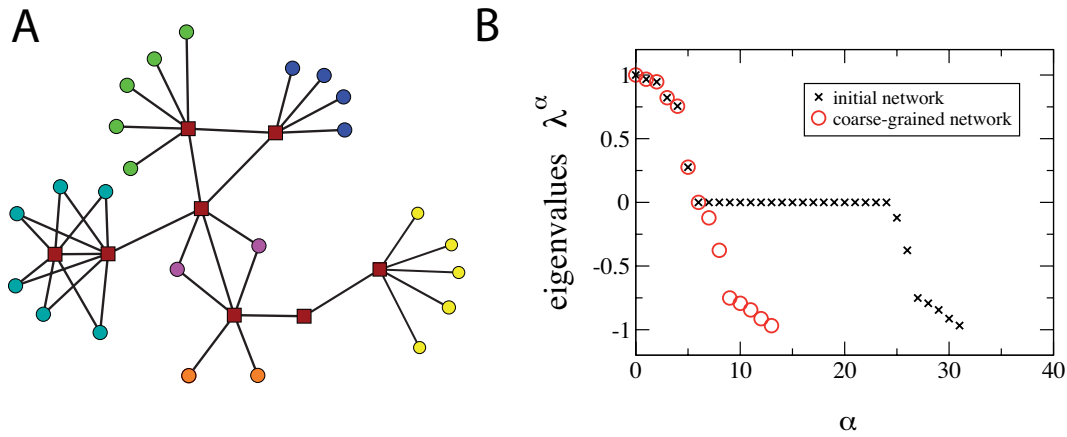 A
B
eigenvalues λ^α
1
0.5
0
-0.5
-1
× initial network
○ coarse-grained network
0 10 20 30 40
α